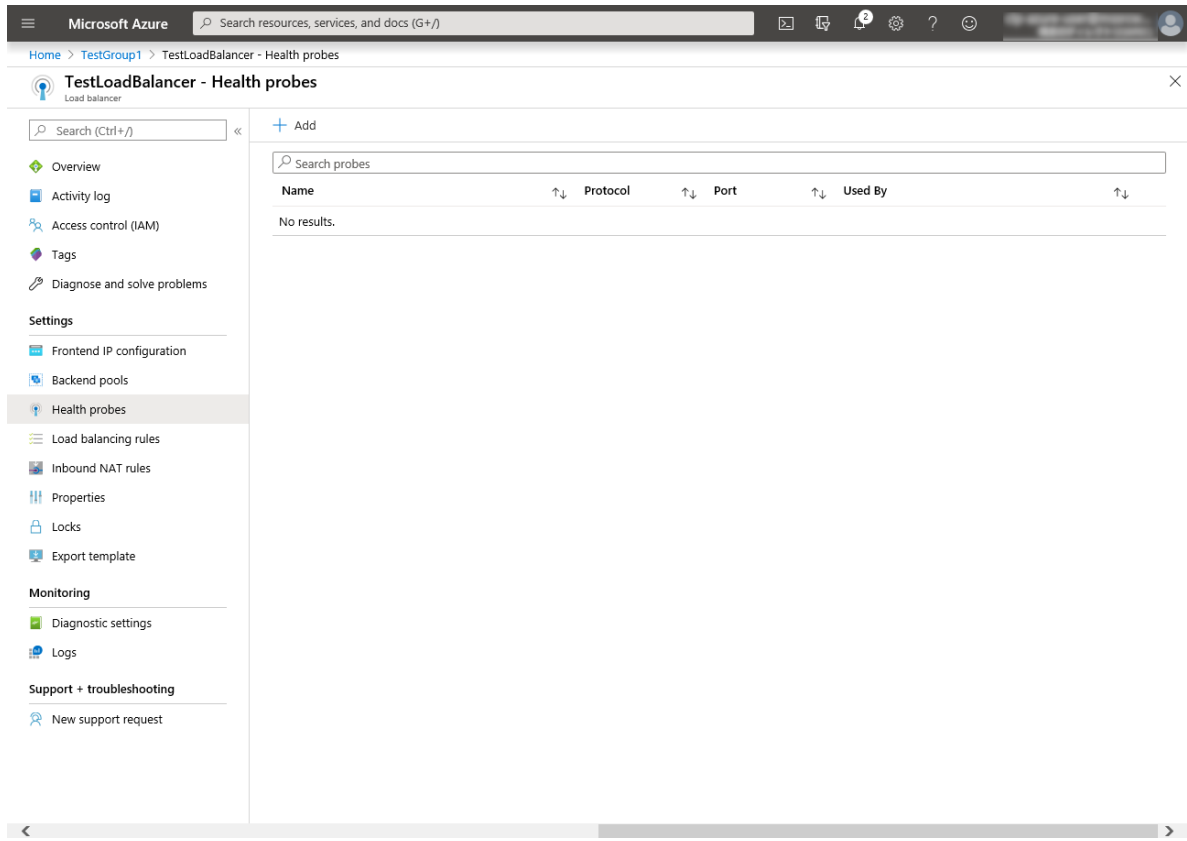 Microsoft Azure
Search resources, services, and docs (G+/)
2
Home > TestGroup1 > TestLoadBalancer - Health probes
TestLoadBalancer - Health probes
Load balancer
Search (Ctrl+/)
«
+ Add
Search probes
Name ↑↓ Protocol ↑↓ Port ↑↓ Used By ↑↓
No results.
Overview
Activity log
Access control (IAM)
Tags
Diagnose and solve problems
Settings
Frontend IP configuration
Backend pools
Health probes
Load balancing rules
Inbound NAT rules
Properties
Locks
Export template
Monitoring
Diagnostic settings
Logs
Support + troubleshooting
New support request